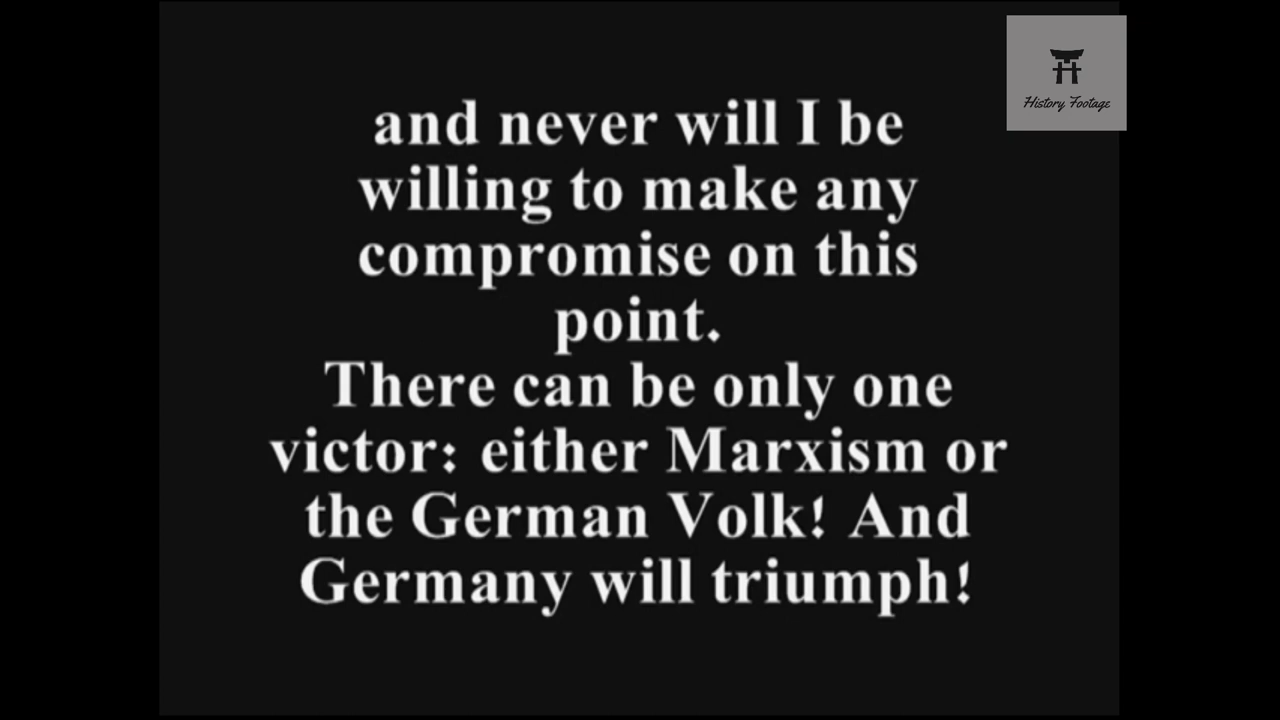 and never will I be
willing to make any
compromise on this
point.
There can be only one
victor: either Marxism or
the German Volk! And
Germany will triumph!
History Footage